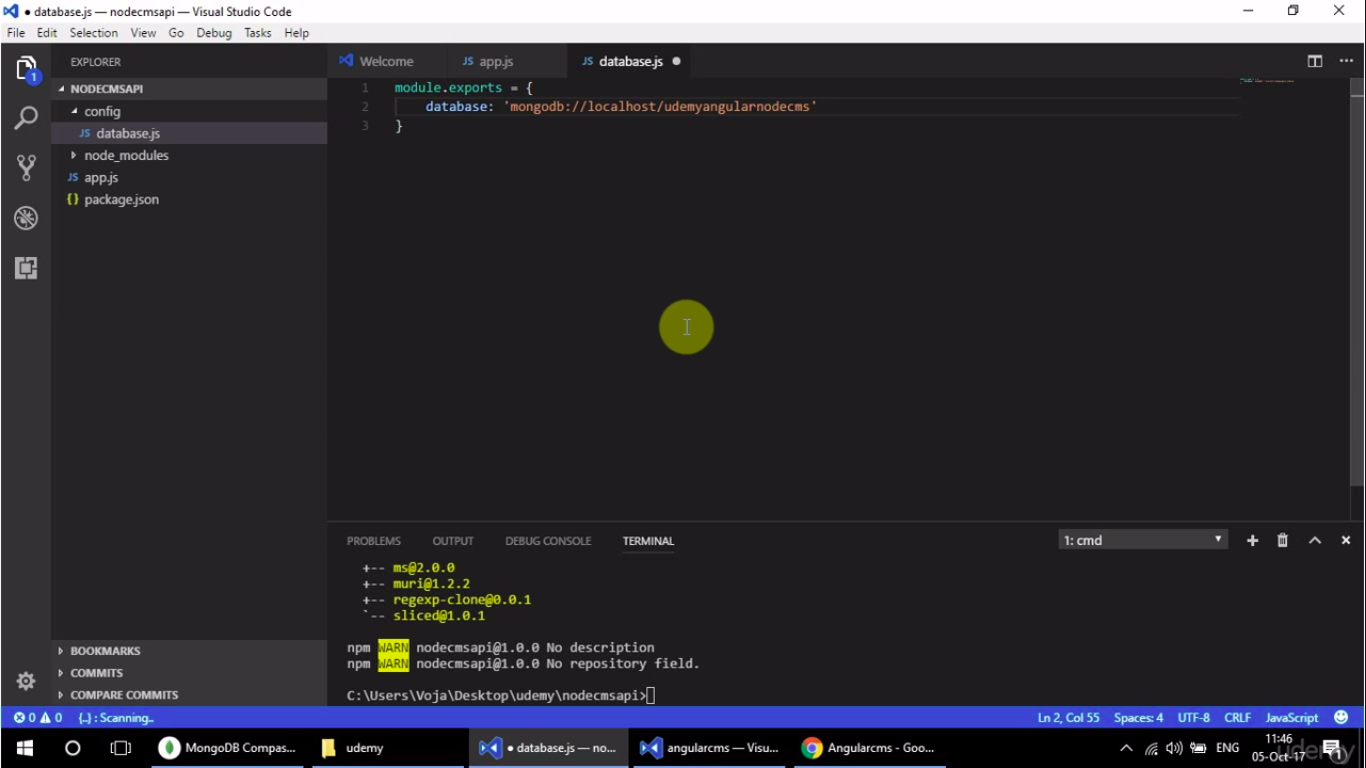 • database.js — nodecmsapi — Visual Studio Code
File Edit Selection View Go Debug Tasks Help
EXPLORER
Welcome
JS app.js
JS database.js ●
1
NODECMSAPI
config
JS database.js
node_modules
JS app.js
{} package.json
1 module.exports = {
2 database: 'mongodb://localhost/udemyangularnodecms'
3 }
PROBLEMS OUTPUT DEBUG CONSOLE TERMINAL 1: cmd
+-- ms@2.0.0
+-- muri@1.2.2
+-- regexp-clone@0.0.1
`-- sliced@1.0.1
npm WARN nodecmsapi@1.0.0 No description
npm WARN nodecmsapi@1.0.0 No repository field.
C:\Users\Voja\Desktop\udemy\nodecmsapi>
BOOKMARKS
COMMITS
COMPARE COMMITS
0 0 {..} : Scanning..
Ln 2, Col 55 Spaces: 4 UTF-8 CRLF JavaScript
MongoDB Compas...
udemy
• database.js — no...
angularcms — Visu...
Angularcms - Goo...
ENG
11:46
05-Oct-17
1
udemy